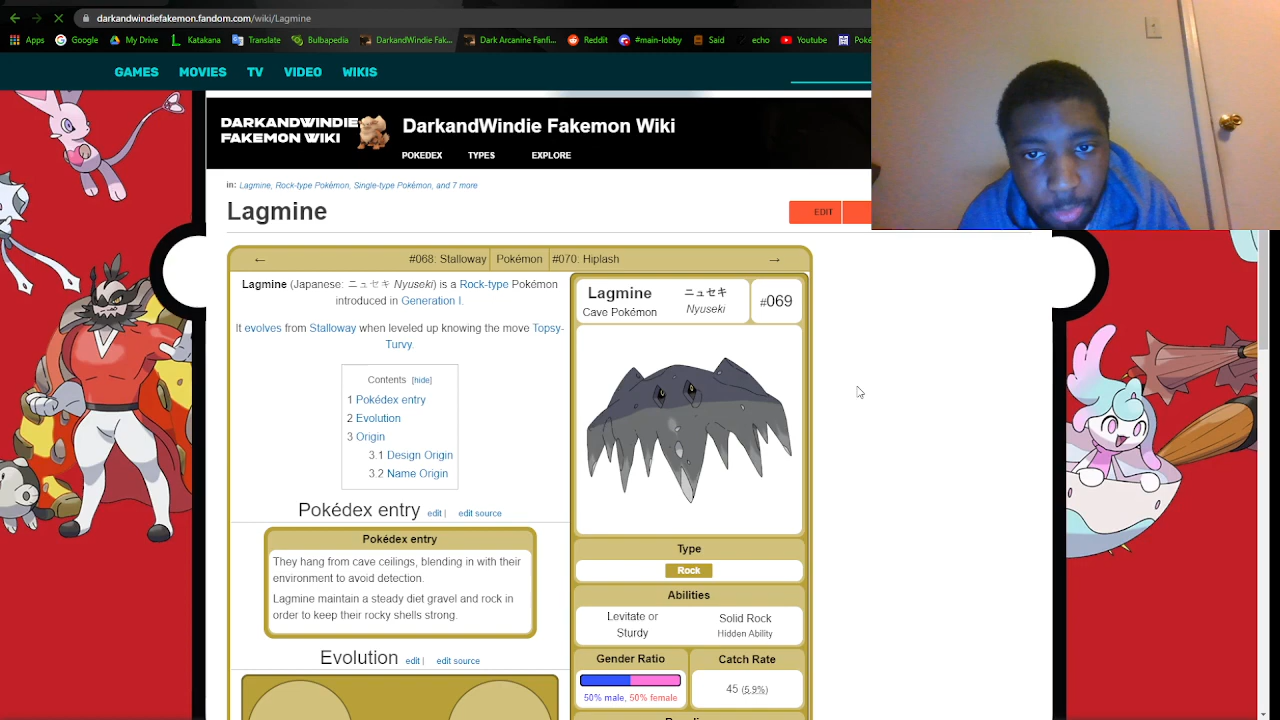 darkandwindiefakemon.fandom.com/wiki/Lagmine
Apps Google My Drive Katakana Translate Bulbapedia DarkandWindie Fak... Dark Arcanine Fanfi... Reddit #main-lobby Said echo Youtube Poké
GAMES MOVIES TV VIDEO WIKIS
DARKANDWINDIE
FAKEMON WIKI
DarkandWindie Fakemon Wiki
POKEDEX TYPES EXPLORE
in: Lagmine, Rock-type Pokémon, Single-type Pokémon, and 7 more
Lagmine
EDIT
← #068: Stalloway Pokémon #070: Hiplash →
Lagmine (Japanese: ニュセキ Nyuseki) is a Rock-type Pokémon
introduced in Generation I.
It evolves from Stalloway when leveled up knowing the move Topsy-
Turvy.
Contents [hide]
1 Pokédex entry
2 Evolution
3 Origin
3.1 Design Origin
3.2 Name Origin
Pokédex entry edit | edit source
Pokédex entry
They hang from cave ceilings, blending in with their
environment to avoid detection.
Lagmine maintain a steady diet gravel and rock in
order to keep their rocky shells strong.
Evolution edit | edit source
Lagmine
Cave Pokémon
ニュセキ
Nyuseki
#069
Type
Rock
Abilities
Levitate or
Sturdy
Solid Rock
Hidden Ability
Gender Ratio
50% male, 50% female
Catch Rate
45 (5.9%)